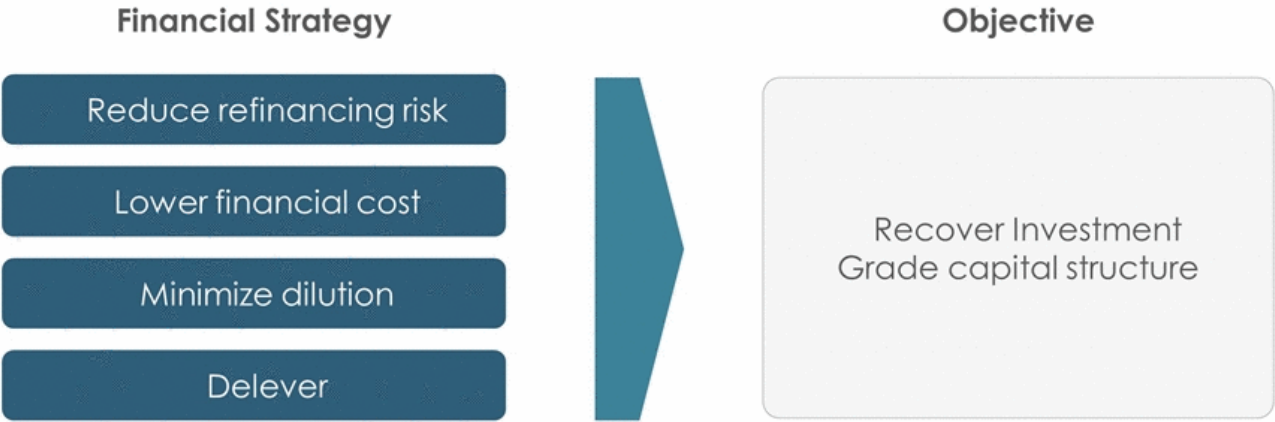 Financial Strategy
Reduce refinancing risk
Lower financial cost
Minimize dilution
Delever
Objective
Recover Investment
Grade capital structure